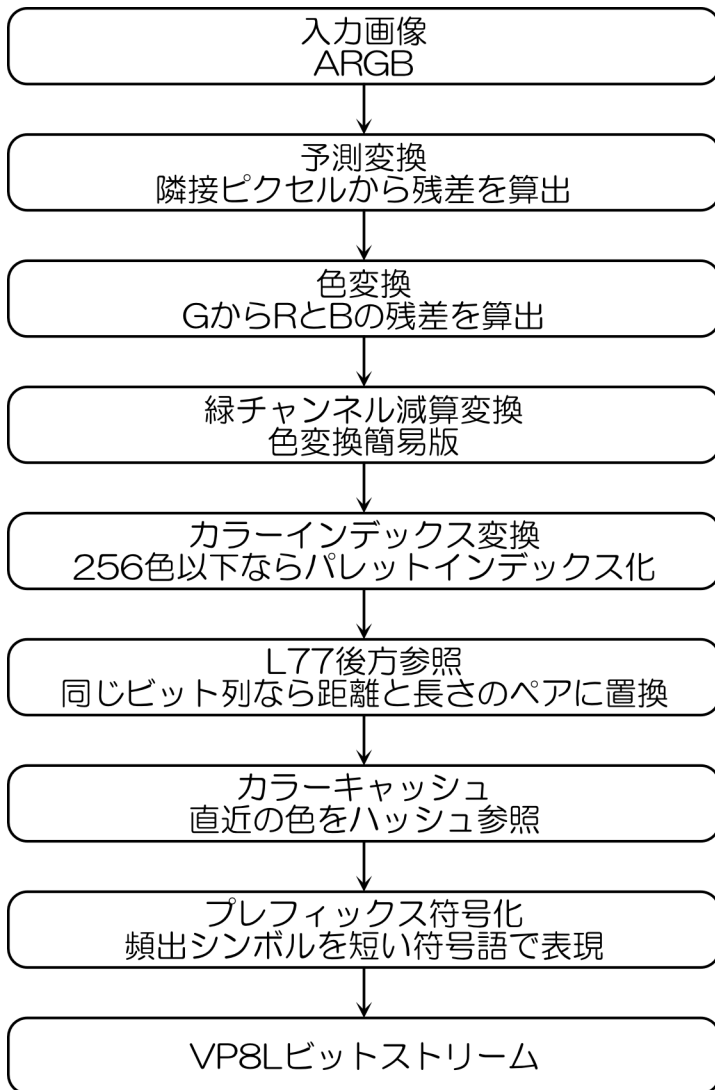 入力画像
ARGB
予測変換
隣接ピクセルから残差を算出
色変換
GからRとBの残差を算出
緑チャンネル減算変換
色変換簡易版
カラーインデックス変換
256色以下ならパレットインデックス化
L77後方参照
同じビット列なら距離と長さのペアに置換
カラーキャッシュ
直近の色をハッシュ参照
プレフィックス符号化
頻出シンボルを短い符号語で表現
VP8Lビットストリーム